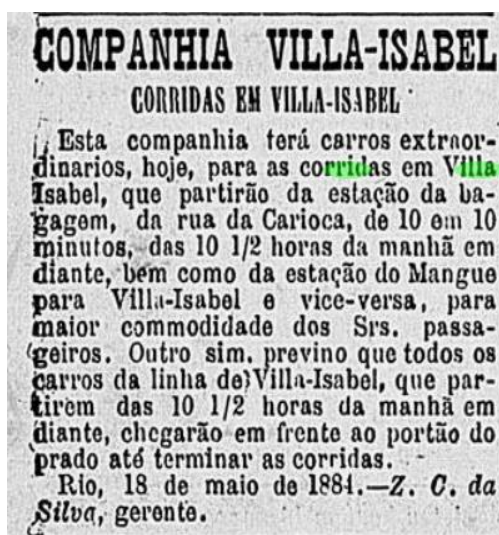 COMPANHIA VILLA-ISABEL
CORRIDAS EM VILLA-ISABEL
Esta companhia terá carros extraor-
dinarios, hoje, para as corridas em Villa
Isabel, que partirão da estação da ba-
gagem, da rua da Carioca, de 10 em 10
minutos, das 10 1/2 horas da manhã em
diante, bem como da estação do Mangue
para Villa-Isabel e vice-versa, para
maior commodidade dos Srs. passa-
geiros. Outro sim. previno que todos os
carros da linha de Villa-Isabel, que par-
tirem das 10 1/2 horas da manhã em
diante, chegarão em frente ao portão do
prado até terminar as corridas.
Rio, 18 de maio de 1884.—Z. C. da
Silva, gerente.